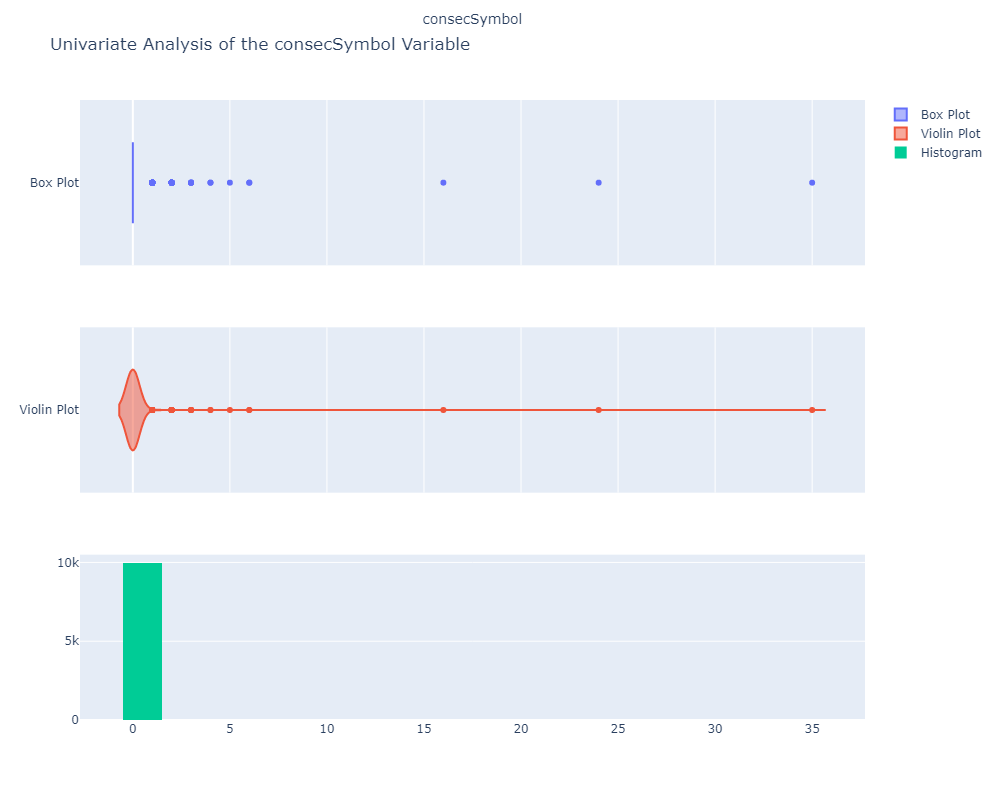 consecSymbol
Univariate Analysis of the consecSymbol Variable
Box Plot
Violin Plot
Histogram
Box Plot
Violin Plot
10k
5k
0
0 5 10 15 20 25 30 35